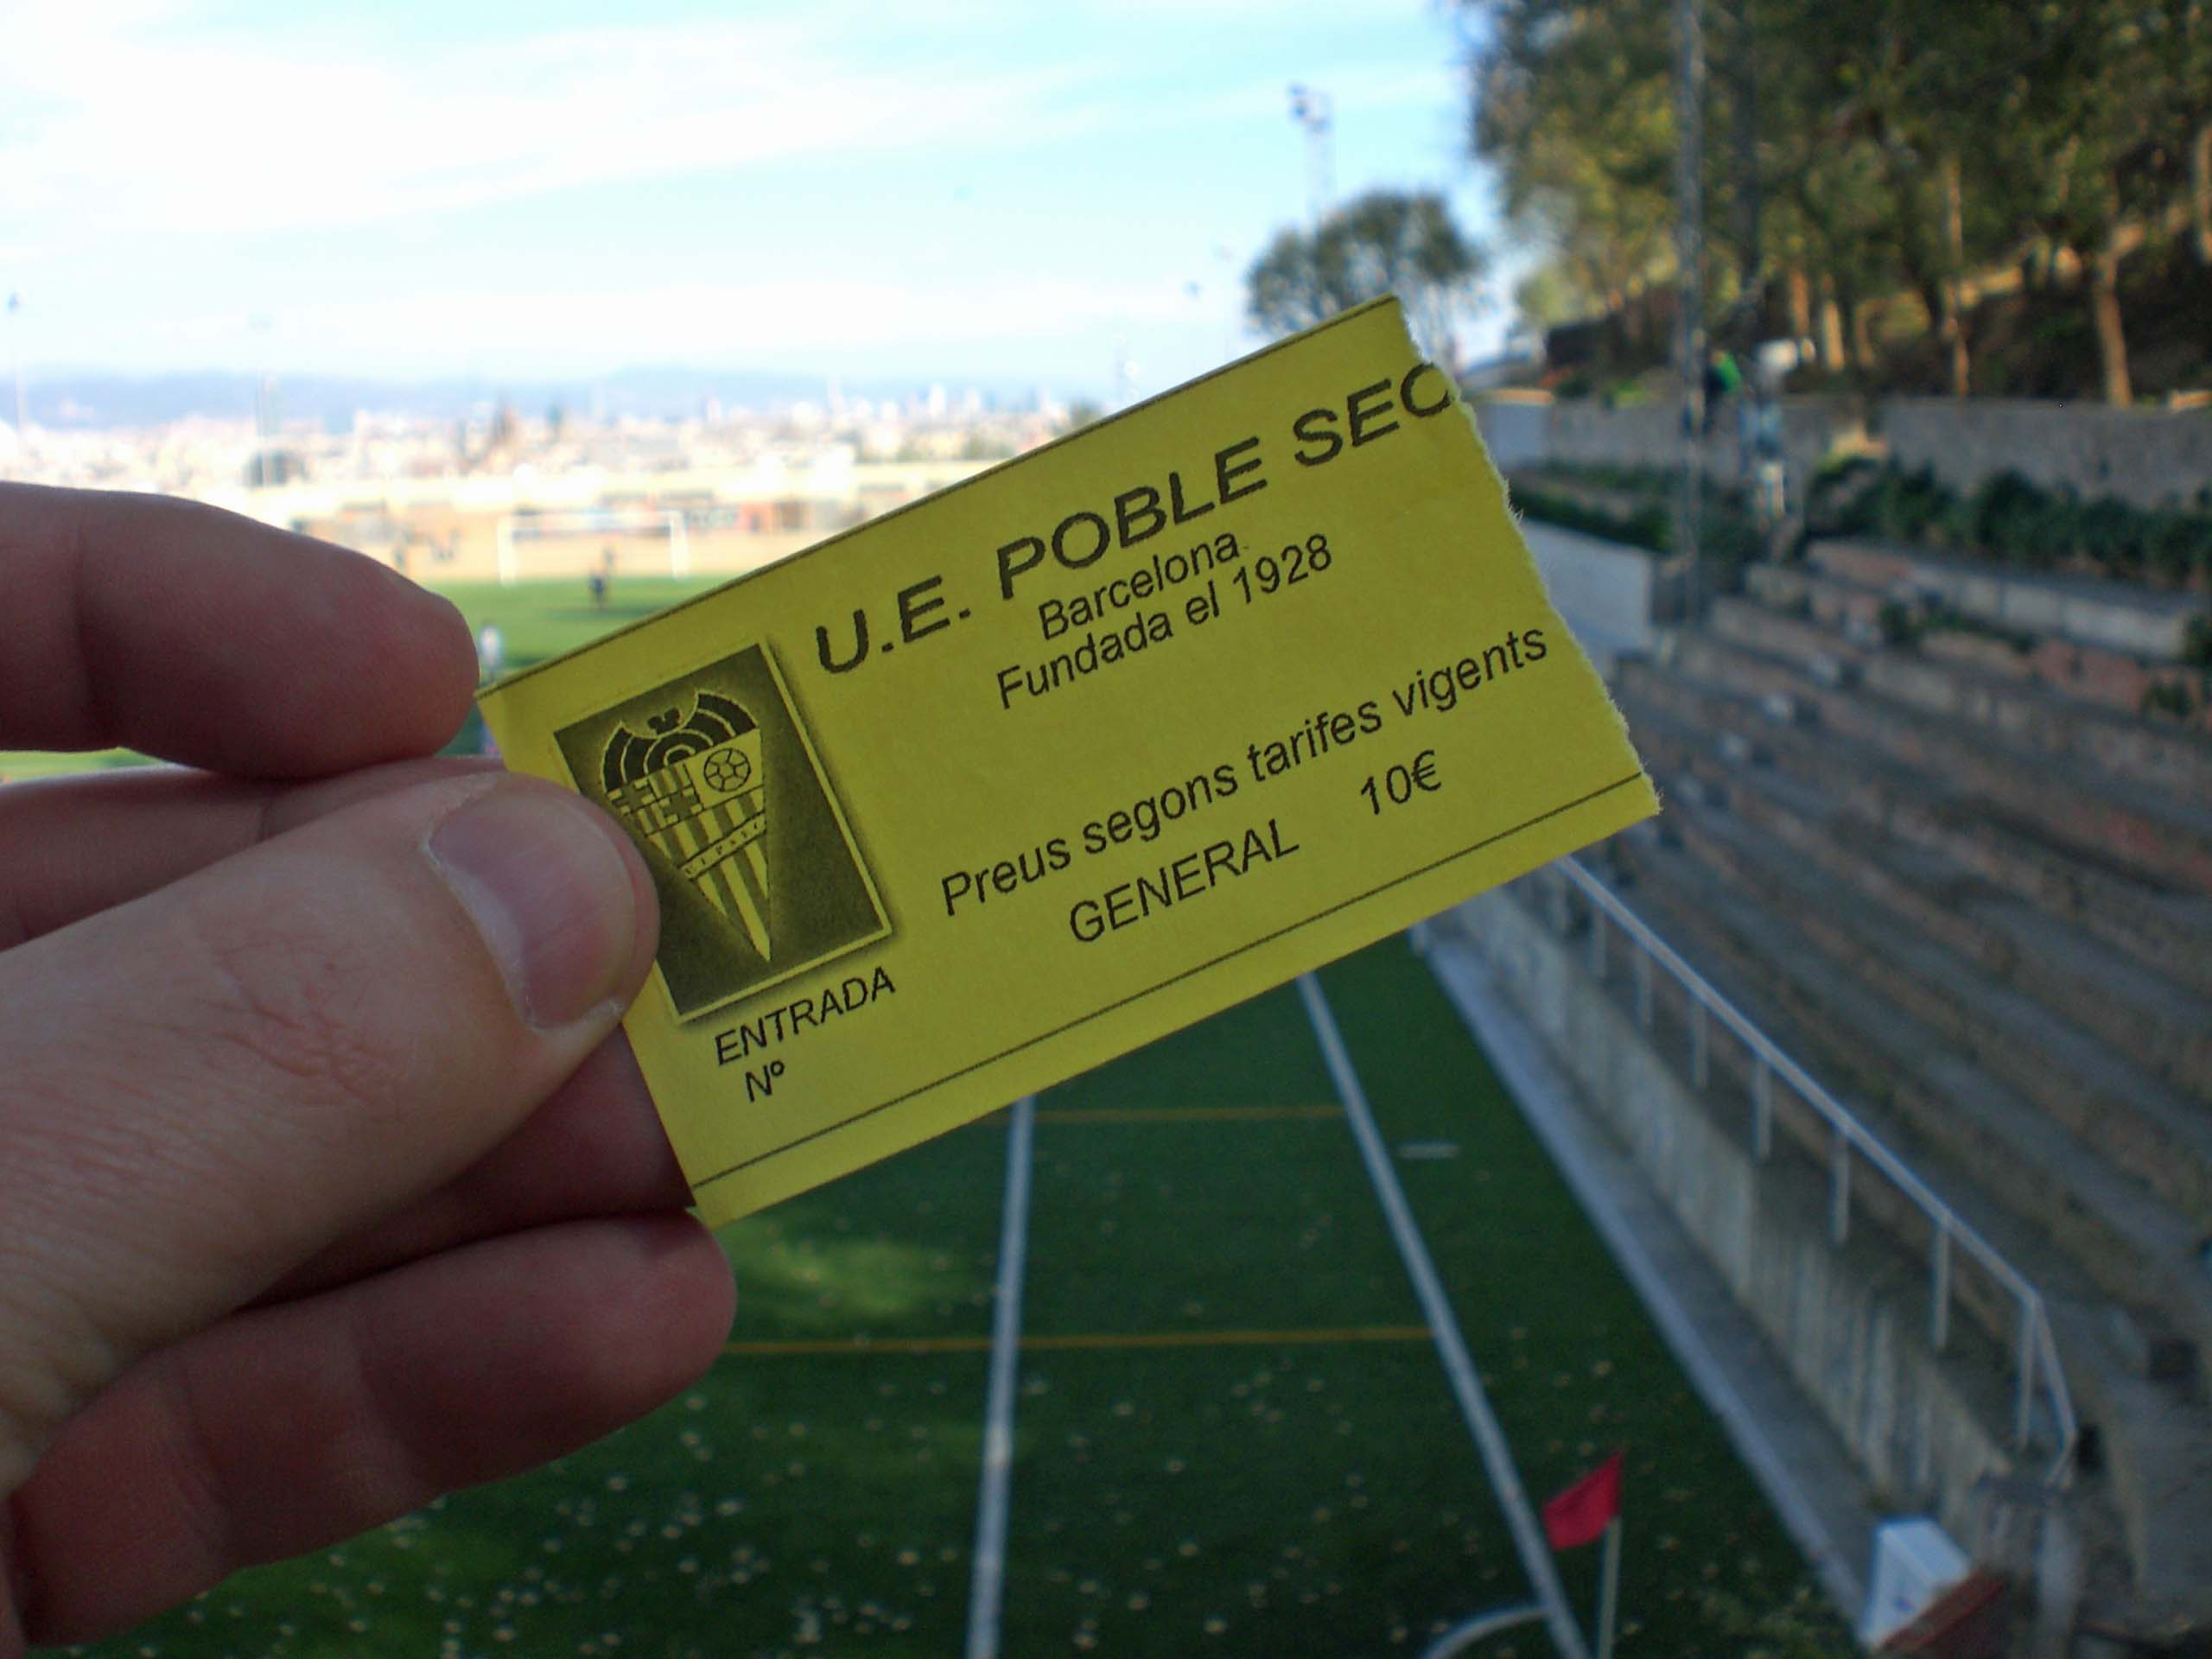 U.E. POBLE SEC
Barcelona
Fundada el 1928
Preus segons tarifes vigents
GENERAL 10€
ENTRADA
Nº